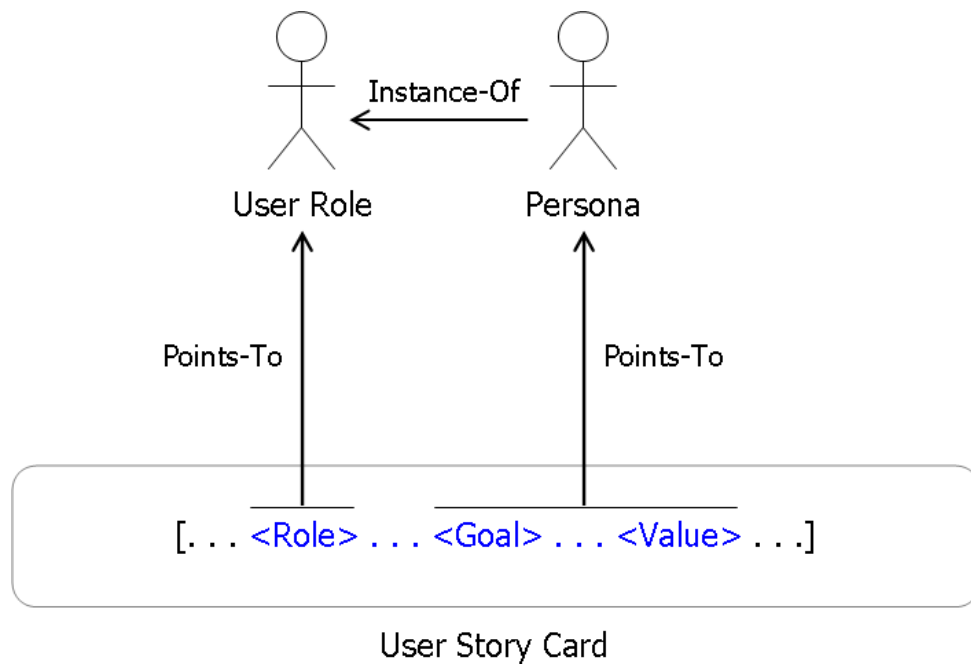 Instance-Of
User Role
Persona
Points-To
Points-To
[. . . <Role> . . . <Goal> . . . <Value> . . .]
User Story Card